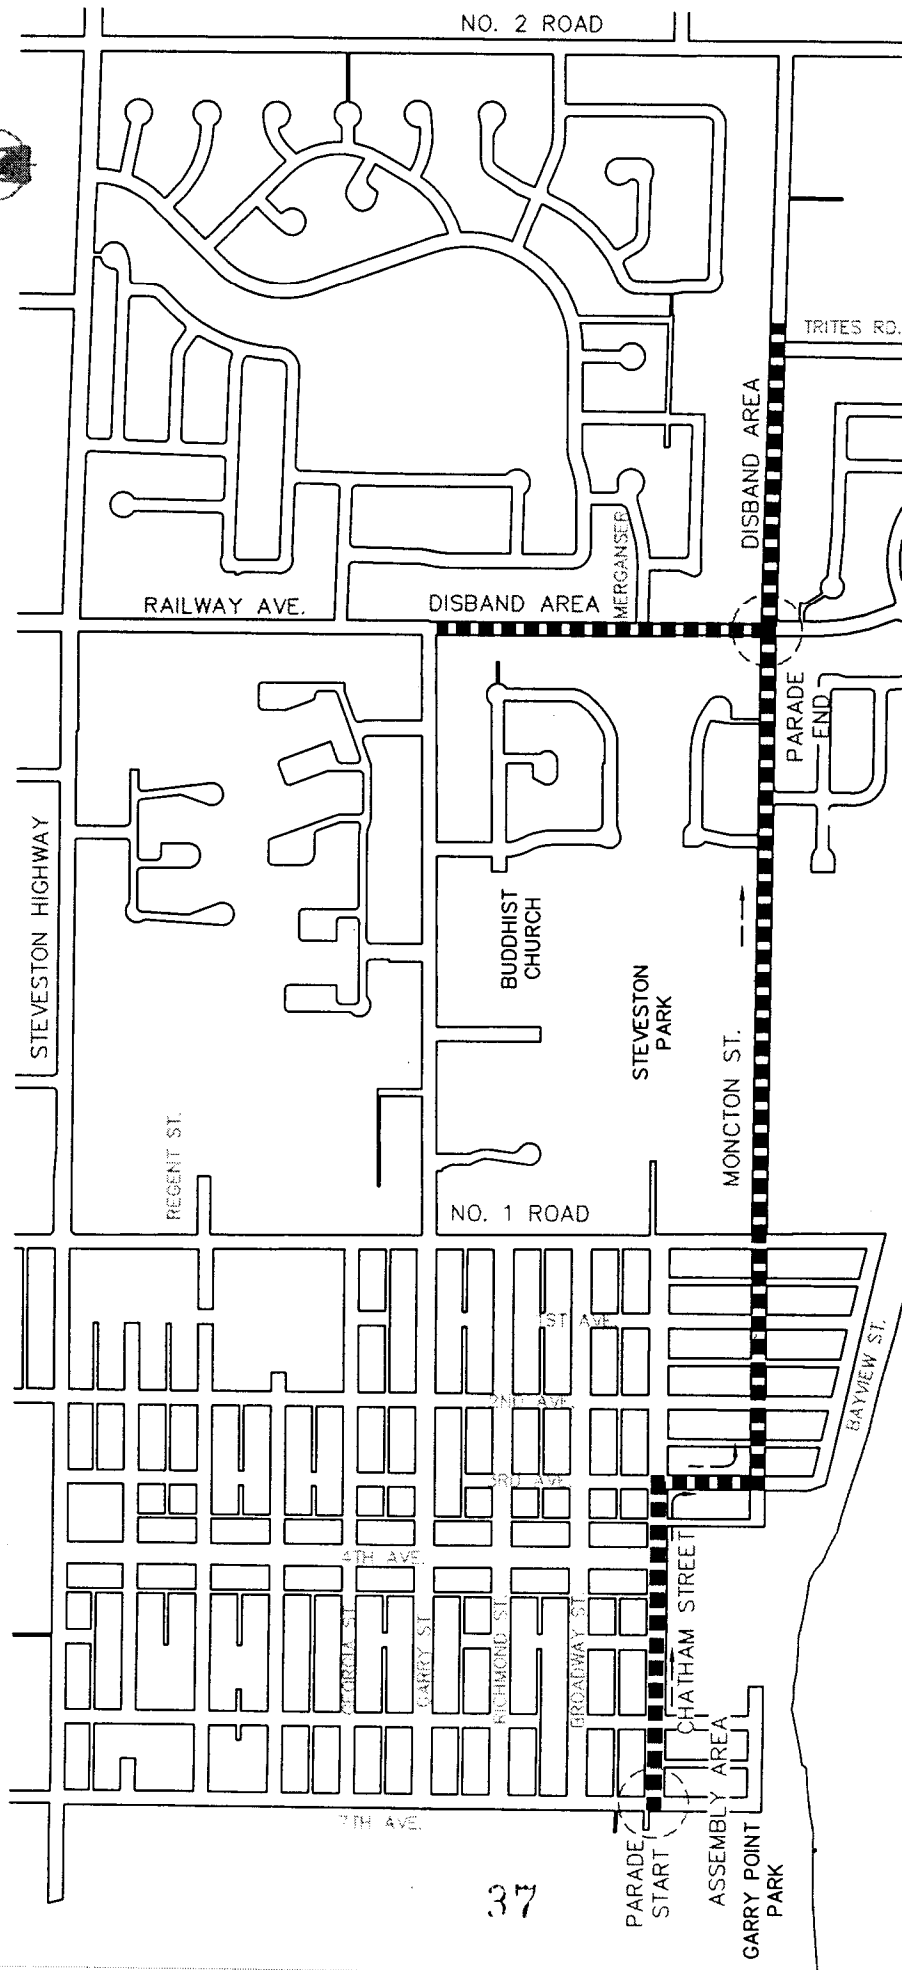 NO. 2 ROAD
TRITES RD.
DISBAND AREA
MERGANSER
RAILWAY AVE.
DISBAND AREA
PARADE
END
STEVESTON HIGHWAY
BUDDHIST
CHURCH
STEVESTON
PARK
MONCTON ST.
REGENT ST.
NO. 1 ROAD
1ST AVE.
BAYVIEW ST.
2ND AVE.
3RD AVE.
4TH AVE.
GEORGIA ST.
GARRY ST.
RICHMOND ST.
BROADWAY ST.
CHATHAM STREET
7TH AVE.
PARADE
START
ASSEMBLY AREA
GARRY POINT
PARK
37